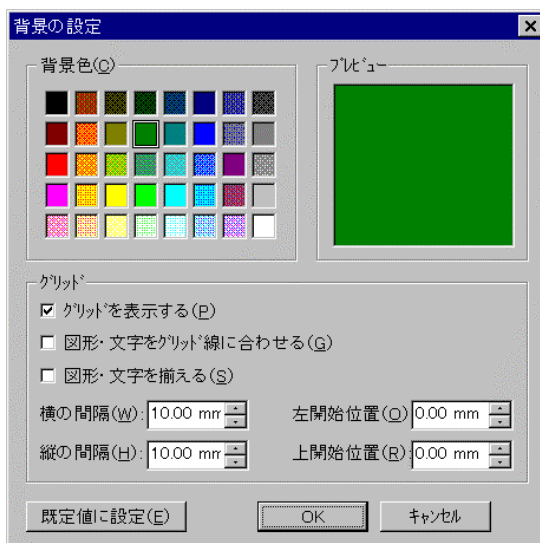 背景の設定
背景色(C)
ﾌﾟﾚﾋﾞｭｰ
ｸﾞﾘｯﾄﾞ
ｸﾞﾘｯﾄﾞを表示する(P)
図形･文字をｸﾞﾘｯﾄﾞ線に合わせる(G)
図形･文字を揃える(S)
横の間隔(W): 10.00 mm 左開始位置(O) 0.00 mm
縦の間隔(H): 10.00 mm 上開始位置(R): 0.00 mm
既定値に設定(E) OK ｷｬﾝｾﾙ